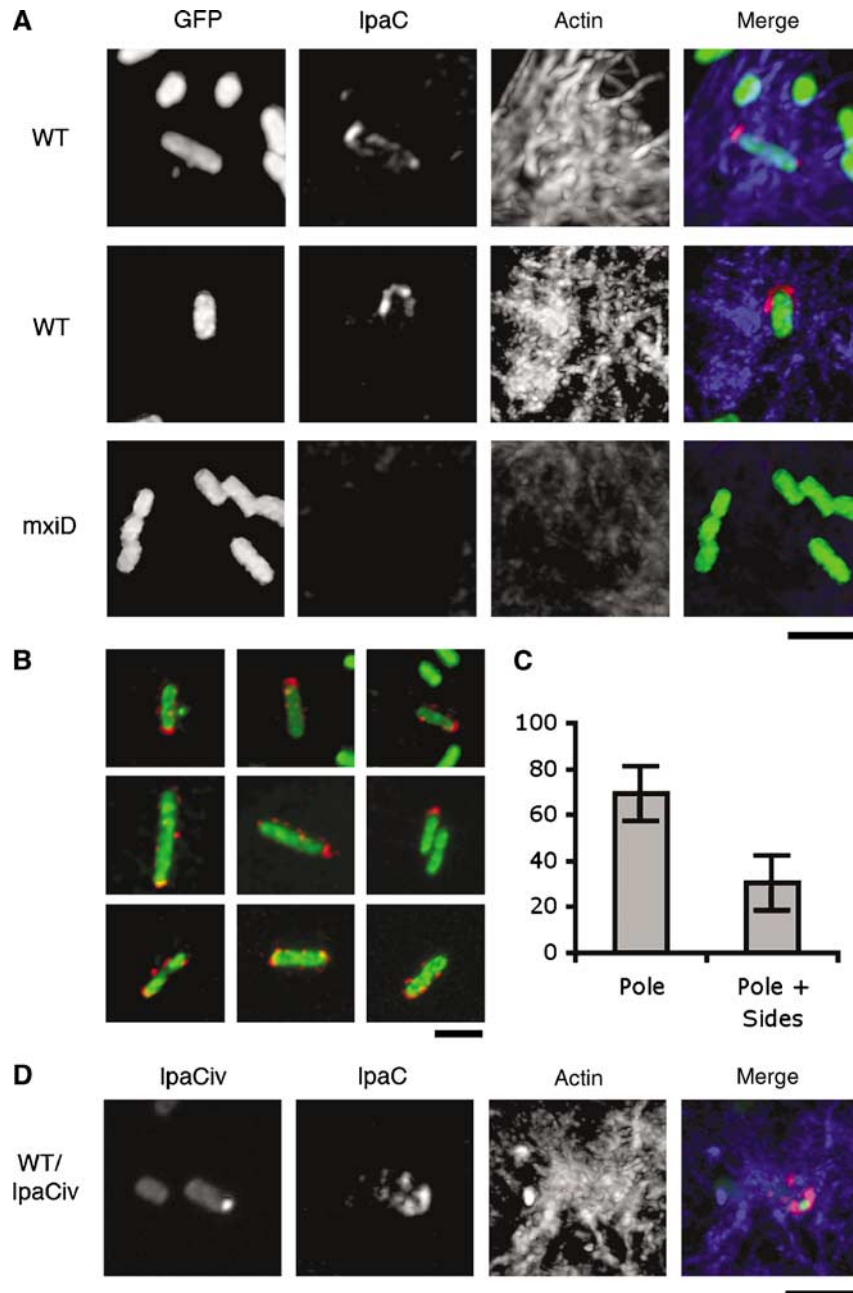 A
GFP
IpaC
Actin
Merge
WT
WT
mxiD
B
C
100
80
60
40
20
0
Pole
Pole +
Sides
D
IpaCiv
IpaC
Actin
Merge
WT/
IpaCiv